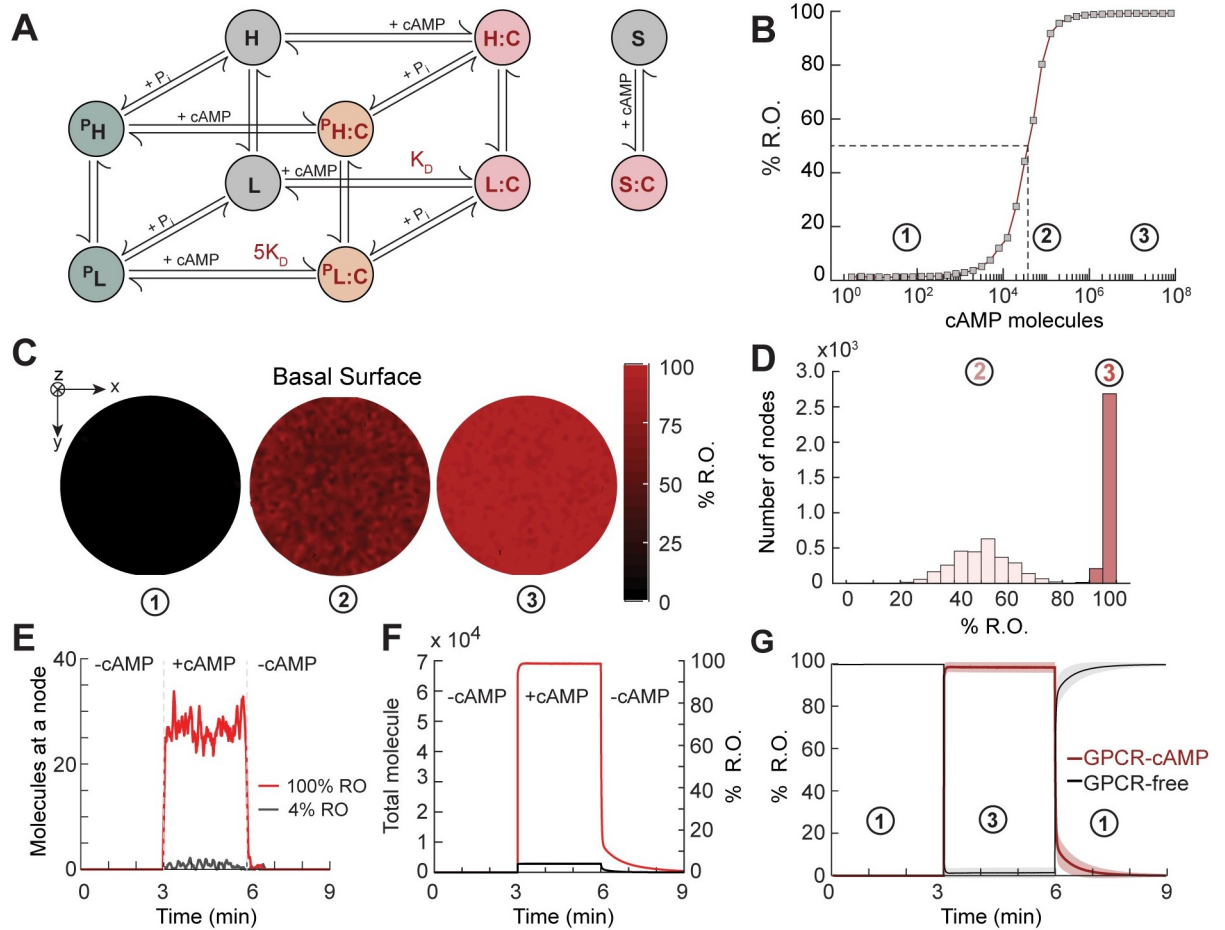 A
H
+ cAMP
H:C
S
+ Pi
+ Pi
+ cAMP
PH
+ cAMP
PH:C
L
+ cAMP
KD
L:C
S:C
+ Pi
+ Pi
PL
+ cAMP
5KD
PL:C
B
% R.O.
100
80
60
40
20
0
1
2
3
10^0
10^2
10^4
10^6
10^8
cAMP molecules
C
z
x
y
Basal Surface
1
2
3
100
75
50
25
0
% R.O.
D
x10^3
Number of nodes
3.0
2.5
2.0
1.5
1.0
0.5
0
2
3
0
20
40
60
80
100
% R.O.
E
Molecules at a node
40
20
0
-cAMP
+cAMP
-cAMP
100% RO
4% RO
0
3
6
9
Time (min)
F
x 10^4
Total molecule
7
6
5
4
3
2
1
0
-cAMP
+cAMP
-cAMP
100
80
60
40
20
0
% R.O.
0
3
6
9
Time (min)
G
% R.O.
100
80
60
40
20
0
GPCR-cAMP
GPCR-free
1
3
1
0
3
6
9
Time (min)